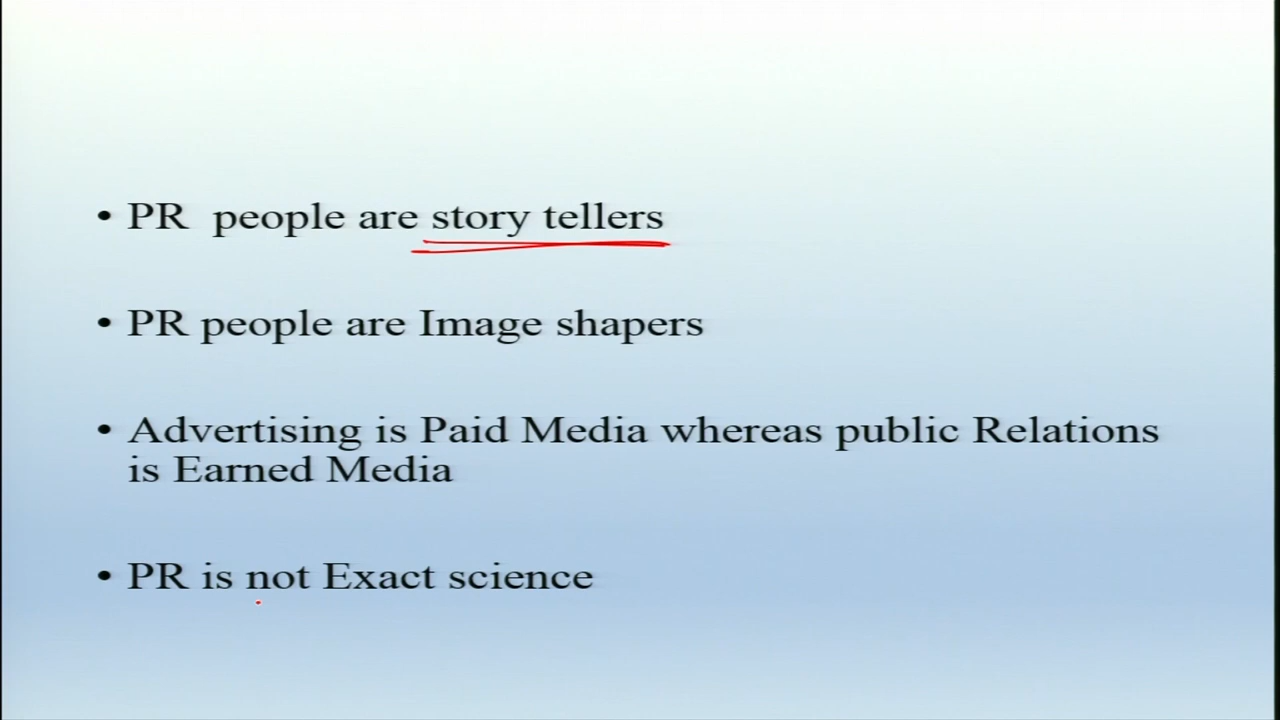 • PR people are story tellers
• PR people are Image shapers
• Advertising is Paid Media whereas public Relations
is Earned Media
• PR is not Exact science